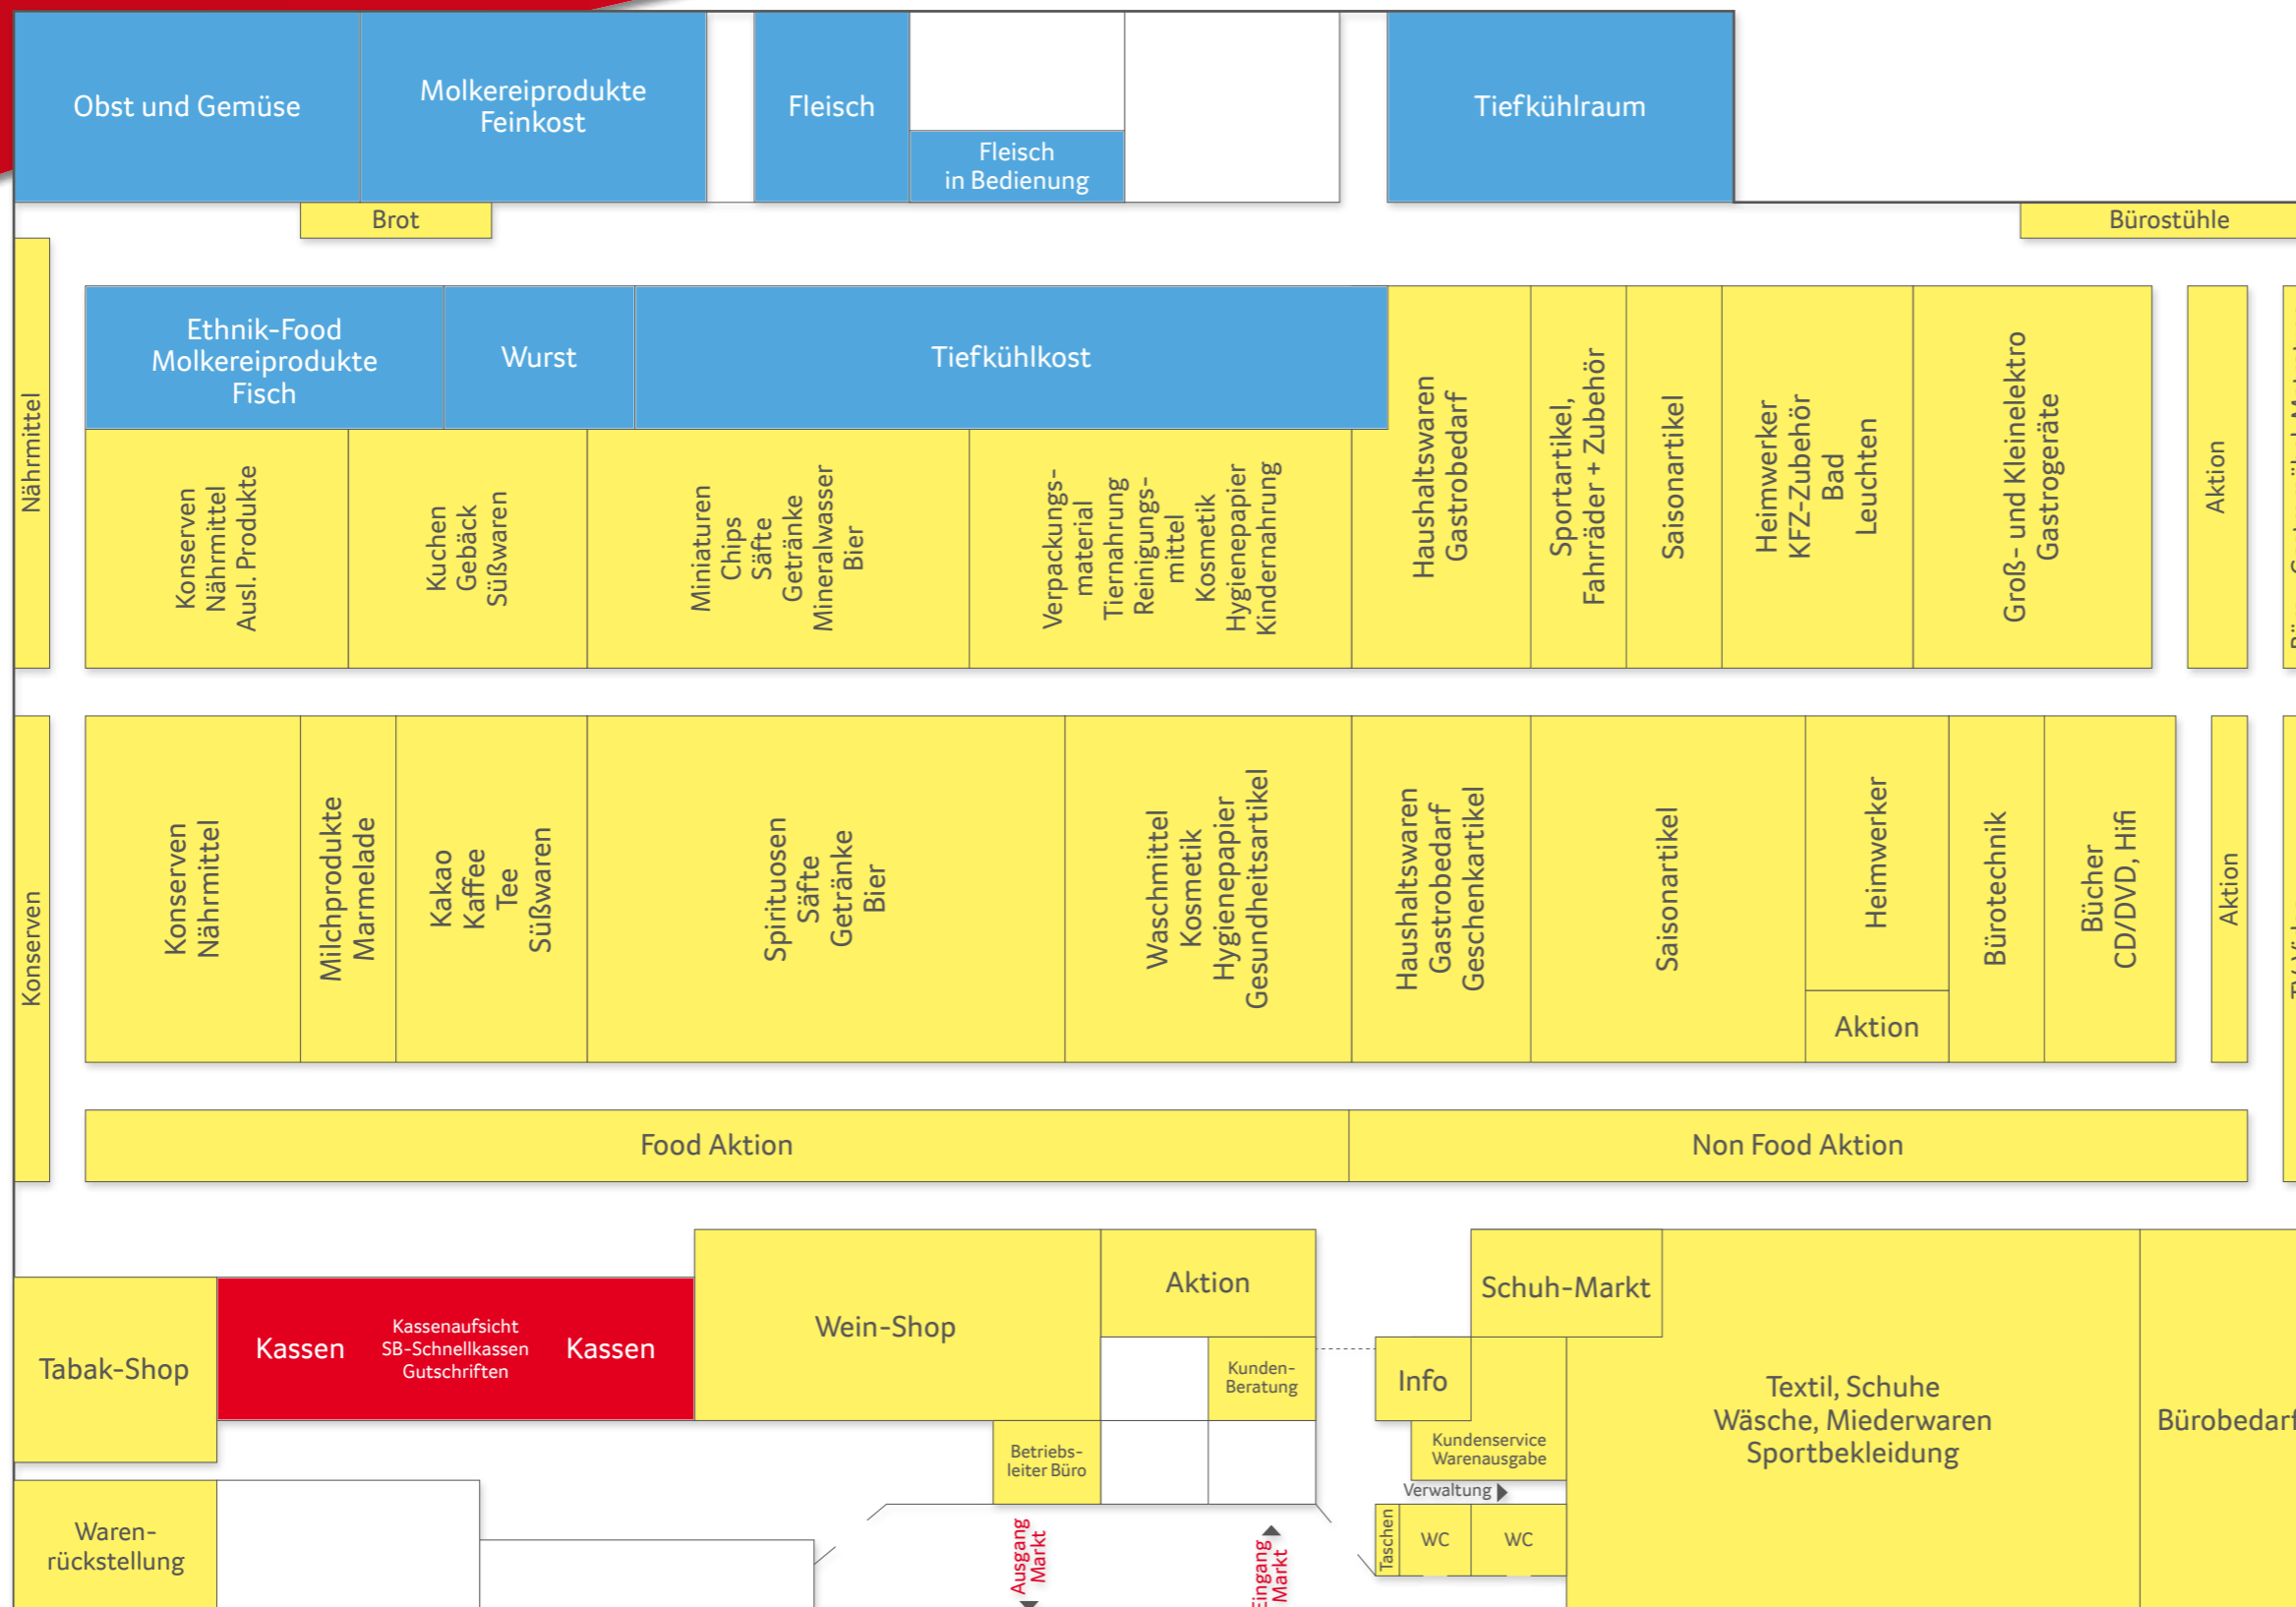 Obst und Gemüse
Molkereiprodukte
Feinkost
Fleisch
Fleisch
in Bedienung
Tiefkühlraum
Brot
Bürostühle
Nährmittel
Ethnik-Food
Molkereiprodukte
Fisch
Wurst
Tiefkühlkost
Konserven
Nährmittel
Ausl. Produkte
Kuchen
Gebäck
Süßwaren
Miniaturen
Chips
Säfte
Getränke
Mineralwasser
Bier
Verpackungs-
material
Tiernahrung
Reinigungs-
mittel
Kosmetik
Hygienepapier
Kindernahrung
Haushaltswaren
Gastrobedarf
Sportartikel,
Fahrräder + Zubehör
Saisonartikel
Heimwerker
KFZ-Zubehör
Bad
Leuchten
Groß- und Kleinelektro
Gastrogeräte
Aktion
Konserven
Konserven
Nährmittel
Milchprodukte
Marmelade
Kakao
Kaffee
Tee
Süßwaren
Spirituosen
Säfte
Getränke
Bier
Waschmittel
Kosmetik
Hygienepapier
Gesundheitsartikel
Haushaltswaren
Gastrobedarf
Geschenkartikel
Saisonartikel
Heimwerker
Aktion
Bürotechnik
Bücher
CD/DVD, Hifi
Aktion
Food Aktion
Non Food Aktion
Tabak-Shop
Kassen
Kassenaufsicht
SB-Schnellkassen
Gutschriften
Kassen
Wein-Shop
Aktion
Kunden-
Beratung
Betriebs-
leiter Büro
Schuh-Markt
Info
Kundenservice
Warenausgabe
Verwaltung
Taschen
WC
WC
Textil, Schuhe
Wäsche, Miederwaren
Sportbekleidung
Bürobedarf
Waren-
rückstellung
Ausgang
Markt
Eingang
Markt